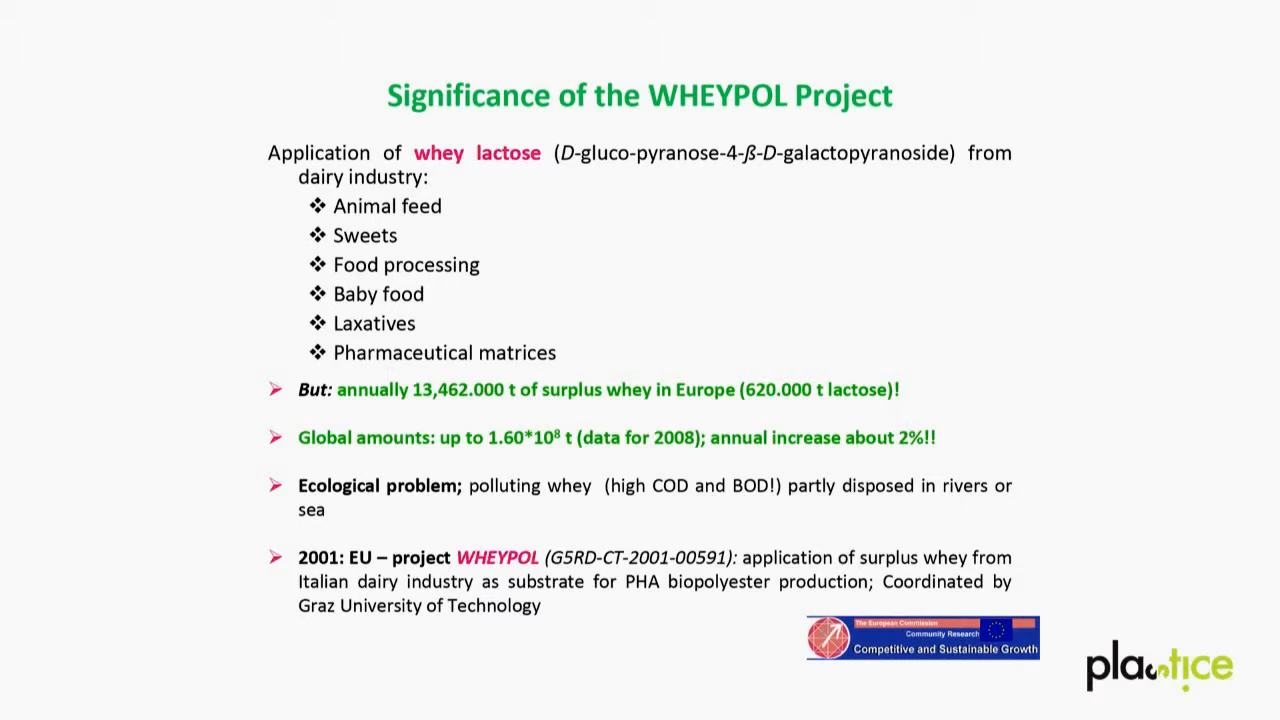 Significance of the WHEYPOL Project
Application of whey lactose (D-gluco-pyranose-4-ß-D-galactopyranoside) from
dairy industry:
❖ Animal feed
❖ Sweets
❖ Food processing
❖ Baby food
❖ Laxatives
❖ Pharmaceutical matrices
➢ But: annually 13,462.000 t of surplus whey in Europe (620.000 t lactose)!
➢ Global amounts: up to 1.60*10⁸ t (data for 2008); annual increase about 2%!!
➢ Ecological problem; polluting whey (high COD and BOD!) partly disposed in rivers or
sea
➢ 2001: EU – project WHEYPOL (G5RD-CT-2001-00591): application of surplus whey from
Italian dairy industry as substrate for PHA biopolyester production; Coordinated by
Graz University of Technology
The European Commission
Community Research
Competitive and Sustainable Growth
plastice